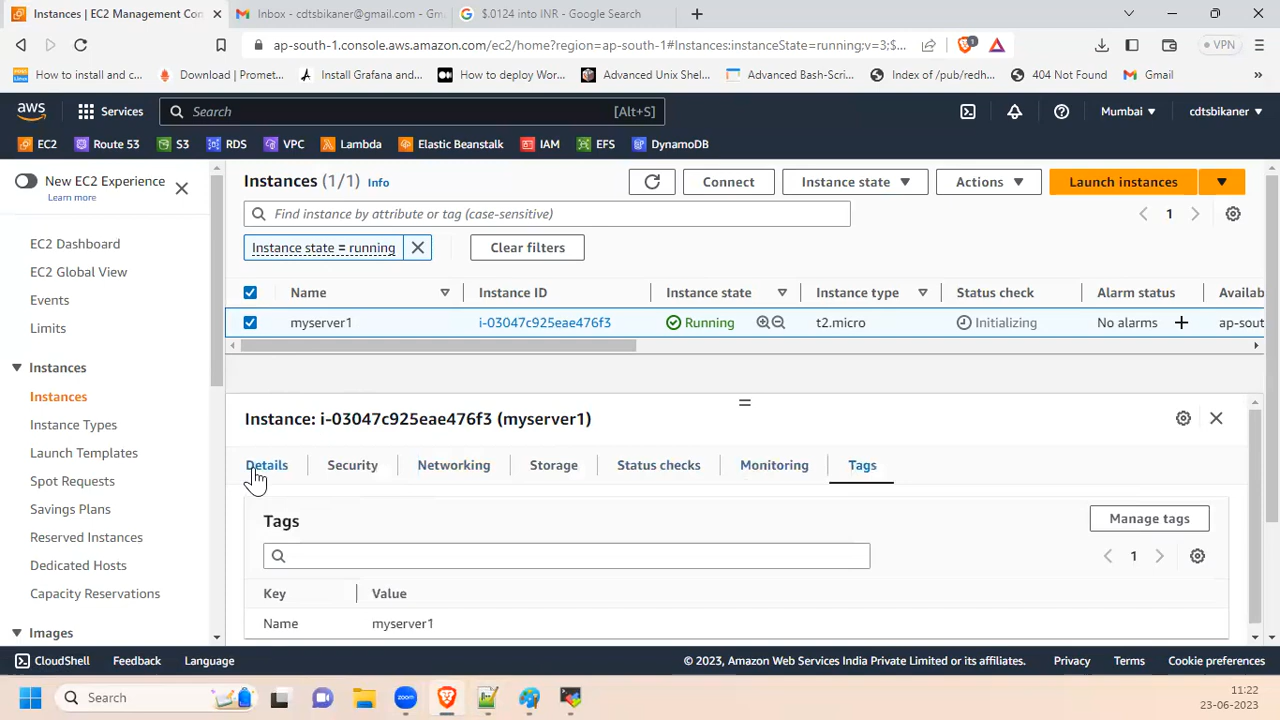 Instances | EC2 Management Con
Inbox - cdtsbikaner@gmail.com - Gm
$.0124 into INR - Google Search
ap-south-1.console.aws.amazon.com/ec2/home?region=ap-south-1#Instances:instanceState=running;v=3;$...
VPN
How to install and c...
Download | Promet...
Install Grafana and...
How to deploy Wor...
Advanced Unix Shel...
Advanced Bash-Scri...
Index of /pub/redh...
404 Not Found
Gmail
aws
Services
Search
[Alt+S]
Mumbai
cdtsbikaner
EC2
Route 53
S3
RDS
VPC
Lambda
Elastic Beanstalk
IAM
EFS
DynamoDB
New EC2 Experience
Learn more
EC2 Dashboard
EC2 Global View
Events
Limits
Instances
Instances
Instance Types
Launch Templates
Spot Requests
Savings Plans
Reserved Instances
Dedicated Hosts
Capacity Reservations
Images
Instances (1/1) Info
Connect
Instance state
Actions
Launch instances
Find instance by attribute or tag (case-sensitive)
1
Instance state = running
Clear filters
Name Instance ID Instance state Instance type Status check Alarm status Availab
myserver1 i-03047c925eae476f3 Running t2.micro Initializing No alarms ap-sout
Instance: i-03047c925eae476f3 (myserver1)
Details
Security
Networking
Storage
Status checks
Monitoring
Tags
Tags
Manage tags
1
Key Value
Name myserver1
CloudShell
Feedback
Language
© 2023, Amazon Web Services India Private Limited or its affiliates.
Privacy
Terms
Cookie preferences
Search
zoom
11:22
23-06-2023